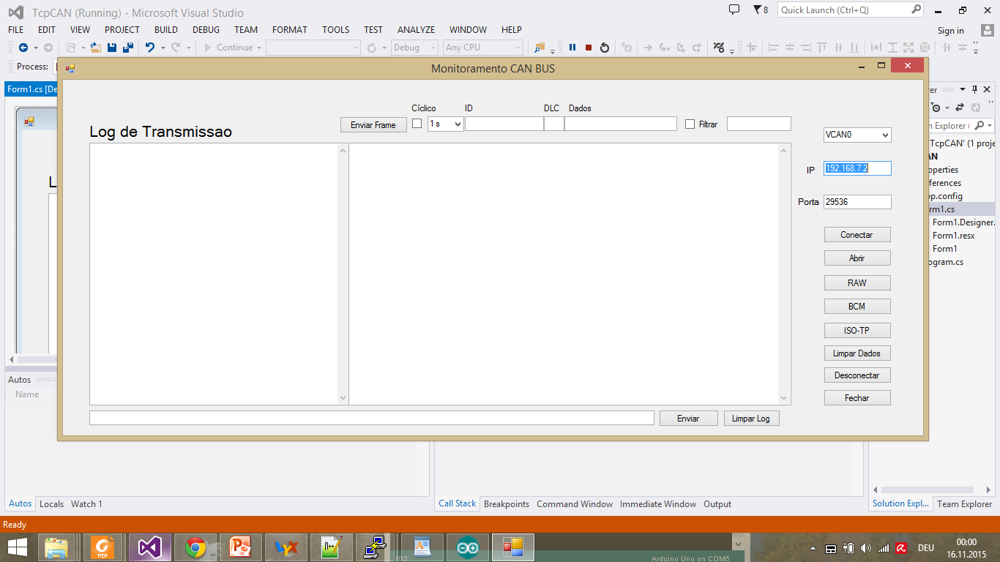 TcpCAN (Running) - Microsoft Visual Studio
8
Quick Launch (Ctrl+Q)
FILE EDIT VIEW PROJECT BUILD DEBUG TEAM FORMAT TOOLS TEST ANALYZE WINDOW HELP
Sign in
Continue Debug Any CPU
Process:
Monitoramento CAN BUS
Form1.cs [De
er
Cíclico ID DLC Dados
Enviar Frame 1 s Filtrar
n Explorer (
Log de Transmissao
VCAN0
'TcpCAN' (1 proje
AN
L
IP 192.168.7.2
operties
ferences
pp.config
Porta 29536
rm1.cs
Form1.Designer.
Form1.resx
Form1
ogram.cs
Conectar
Abrir
RAW
BCM
ISO-TP
Limpar Dados
Desconectar
Fechar
Autos
Name
Enviar Limpar Log
Autos Locals Watch 1
Call Stack Breakpoints Command Window Immediate Window Output
Solution Expl... Team Explorer
Ready
PDF
n++
183
Arduino Uno on COM5
DEU
00:00
16.11.2015